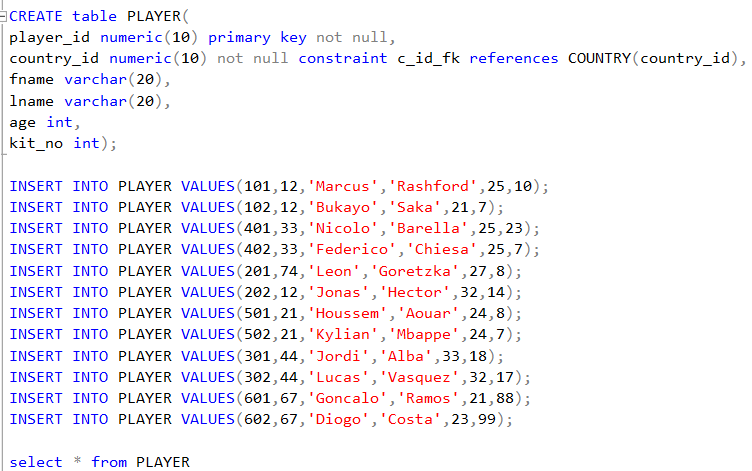 CREATE table PLAYER(
player_id numeric(10) primary key not null,
country_id numeric(10) not null constraint c_id_fk references COUNTRY(country_id),
fname varchar(20),
lname varchar(20),
age int,
kit_no int);
INSERT INTO PLAYER VALUES(101,12,'Marcus','Rashford',25,10);
INSERT INTO PLAYER VALUES(102,12,'Bukayo','Saka',21,7);
INSERT INTO PLAYER VALUES(401,33,'Nicolo','Barella',25,23);
INSERT INTO PLAYER VALUES(402,33,'Federico','Chiesa',25,7);
INSERT INTO PLAYER VALUES(201,74,'Leon','Goretzka',27,8);
INSERT INTO PLAYER VALUES(202,12,'Jonas','Hector',32,14);
INSERT INTO PLAYER VALUES(501,21,'Houssem','Aouar',24,8);
INSERT INTO PLAYER VALUES(502,21,'Kylian','Mbappe',24,7);
INSERT INTO PLAYER VALUES(301,44,'Jordi','Alba',33,18);
INSERT INTO PLAYER VALUES(302,44,'Lucas','Vasquez',32,17);
INSERT INTO PLAYER VALUES(601,67,'Goncalo','Ramos',21,88);
INSERT INTO PLAYER VALUES(602,67,'Diogo','Costa',23,99);
select * from PLAYER